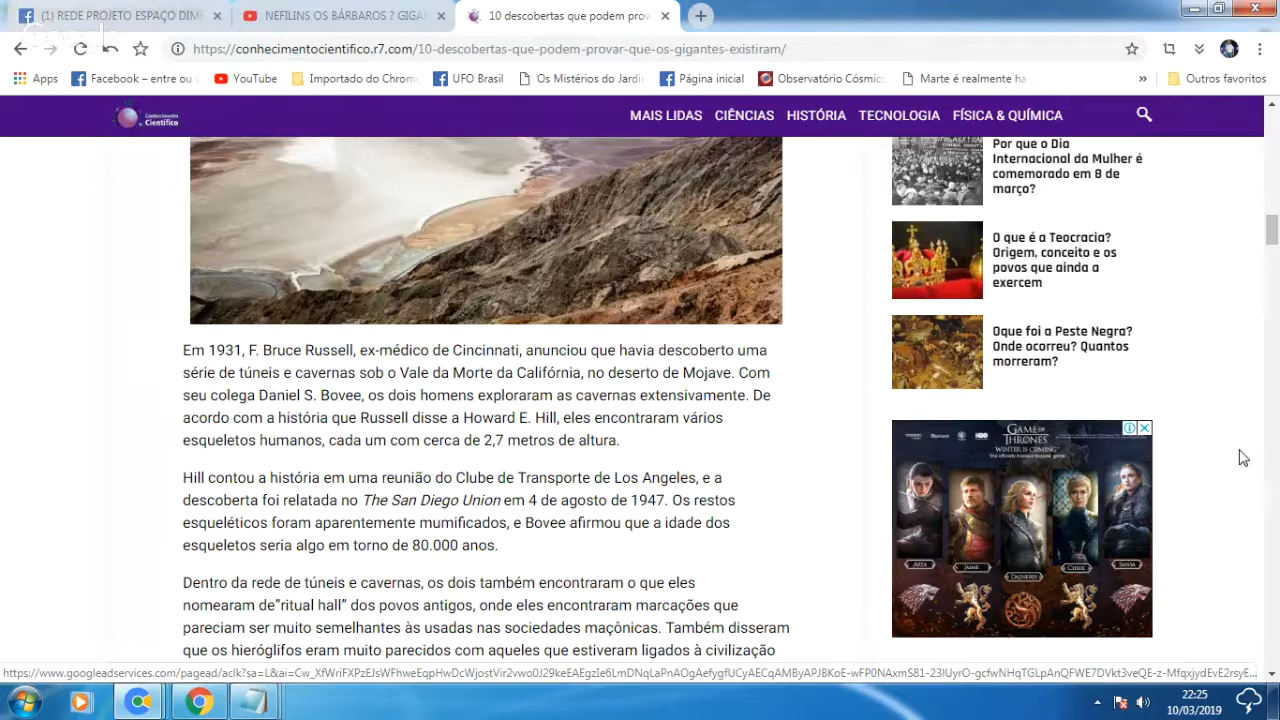 (1) REDE PROJETO ESPAÇO DIM
NEFILINS OS BÁRBAROS ? GIGA
10 descobertas que podem prov
https://conhecimentocientifico.r7.com/10-descobertas-que-podem-provar-que-os-gigantes-existiram/
Apps
Facebook – entre ou c
YouTube
Importado do Chrom
UFO Brasil
Os Mistérios do Jardi
Página inicial
Observatório Cósmic
Marte é realmente ha
»
Outros favoritos
Conhecimento
Científico
MAIS LIDAS
CIÊNCIAS
HISTÓRIA
TECNOLOGIA
FÍSICA & QUÍMICA
Em 1931, F. Bruce Russell, ex-médico de Cincinnati, anunciou que havia descoberto uma
série de túneis e cavernas sob o Vale da Morte da Califórnia, no deserto de Mojave. Com
seu colega Daniel S. Bovee, os dois homens exploraram as cavernas extensivamente. De
acordo com a história que Russell disse a Howard E. Hill, eles encontraram vários
esqueletos humanos, cada um com cerca de 2,7 metros de altura.
Hill contou a história em uma reunião do Clube de Transporte de Los Angeles, e a
descoberta foi relatada no The San Diego Union em 4 de agosto de 1947. Os restos
esqueléticos foram aparentemente mumificados, e Bovee afirmou que a idade dos
esqueletos seria algo em torno de 80.000 anos.
Dentro da rede de túneis e cavernas, os dois também encontraram o que eles
nomearam de”ritual hall” dos povos antigos, onde eles encontraram marcações que
pareciam ser muito semelhantes às usadas nas sociedades maçônicas. Também disseram
que os hieróglifos eram muito parecidos com aqueles que estiveram ligados à civilização
Por que o Dia
Internacional da Mulher é
comemorado em 8 de
março?
O que é a Teocracia?
Origem, conceito e os
povos que ainda a
exercem
Oque foi a Peste Negra?
Onde ocorreu? Quantos
morreram?
HBO
GAME OF
THRONES
WINTER IS COMING
ARYA
JAIME
DAENERYS
CERSEI
SANSA
22:25
10/03/2019